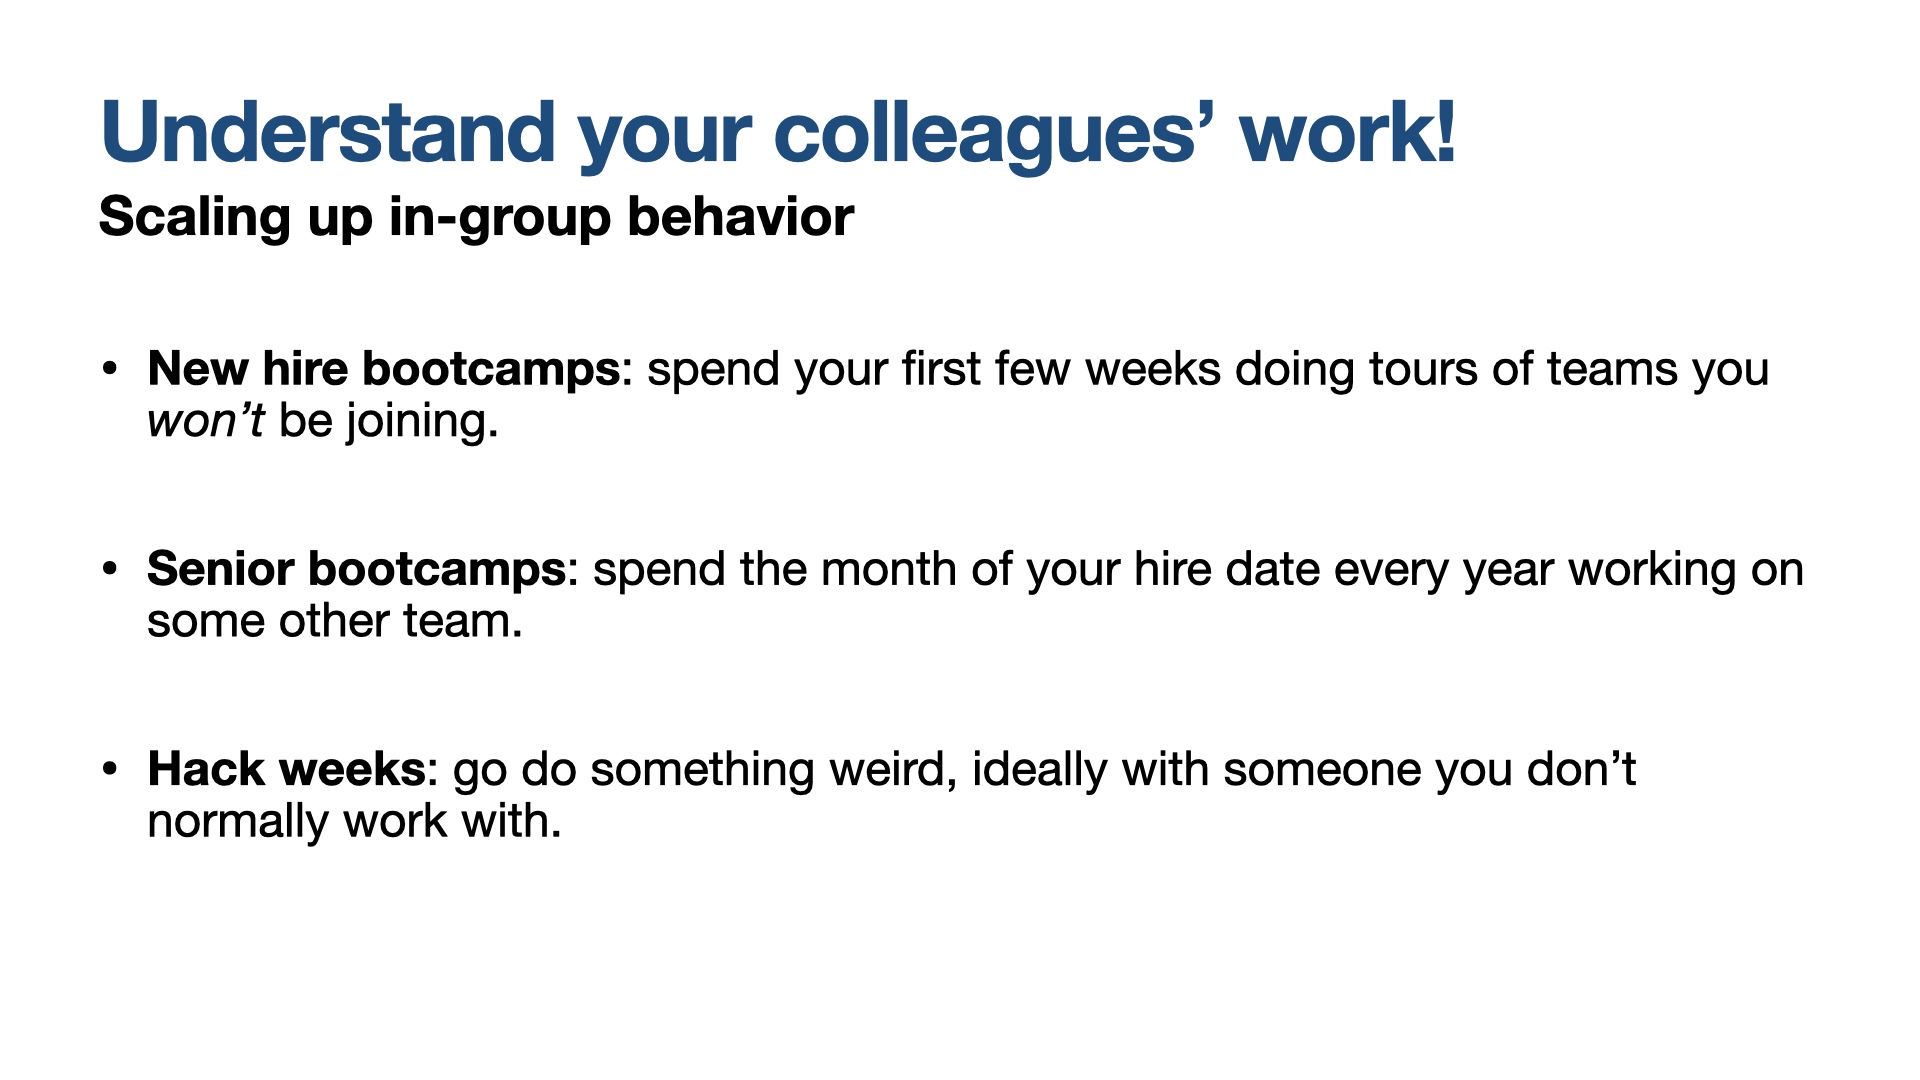 Understand your colleagues’ work!
Scaling up in-group behavior
• New hire bootcamps: spend your first few weeks doing tours of teams you
won’t be joining.
• Senior bootcamps: spend the month of your hire date every year working on
some other team.
• Hack weeks: go do something weird, ideally with someone you don’t
normally work with.